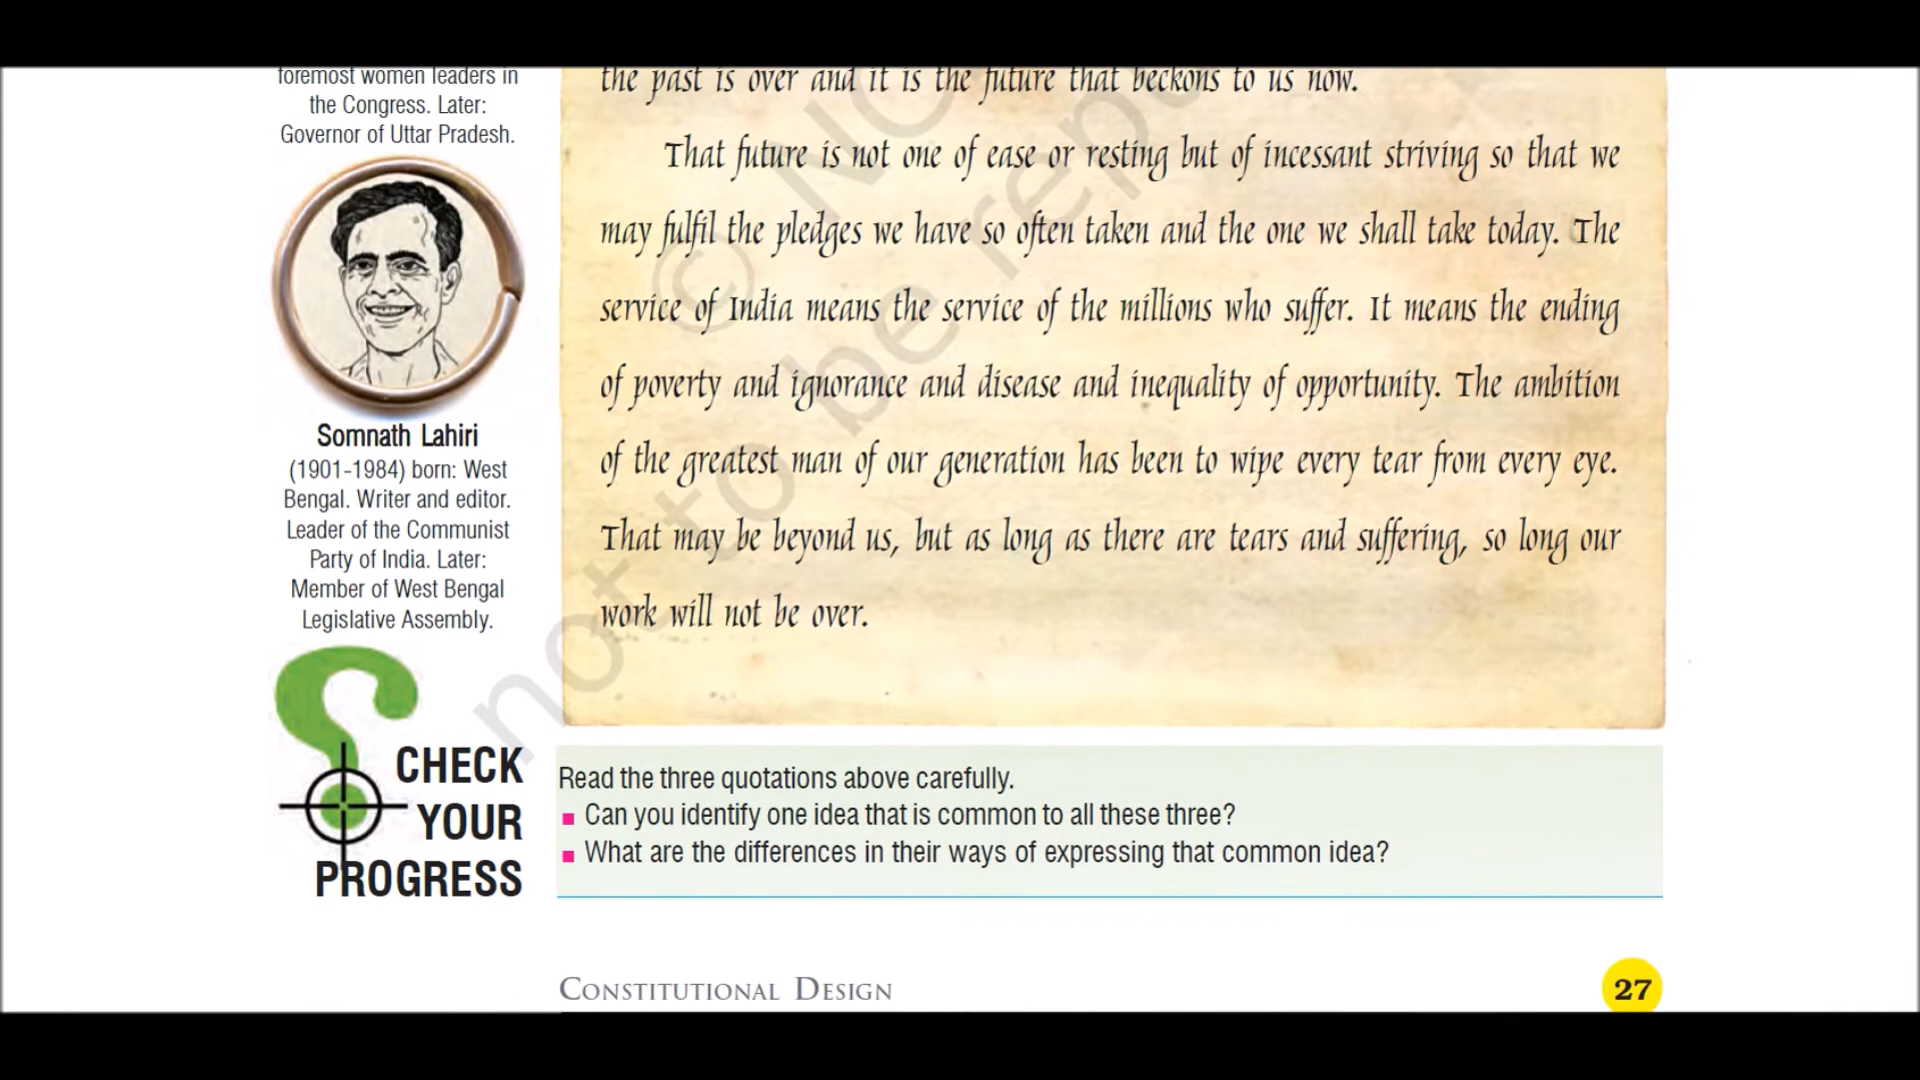 foremost women leaders in
the Congress. Later:
Governor of Uttar Pradesh.
Somnath Lahiri
(1901-1984) born: West
Bengal. Writer and editor.
Leader of the Communist
Party of India. Later:
Member of West Bengal
Legislative Assembly.
the past is over and it is the future that beckons to us now.
That future is not one of ease or resting but of incessant striving so that we
may fulfil the pledges we have so often taken and the one we shall take today. The
service of India means the service of the millions who suffer. It means the ending
of poverty and ignorance and disease and inequality of opportunity. The ambition
of the greatest man of our generation has been to wipe every tear from every eye.
That may be beyond us, but as long as there are tears and suffering, so long our
work will not be over.
© NC
not to be rep
CHECK
YOUR
PROGRESS
Read the three quotations above carefully.
Can you identify one idea that is common to all these three?
What are the differences in their ways of expressing that common idea?
CONSTITUTIONAL DESIGN
27